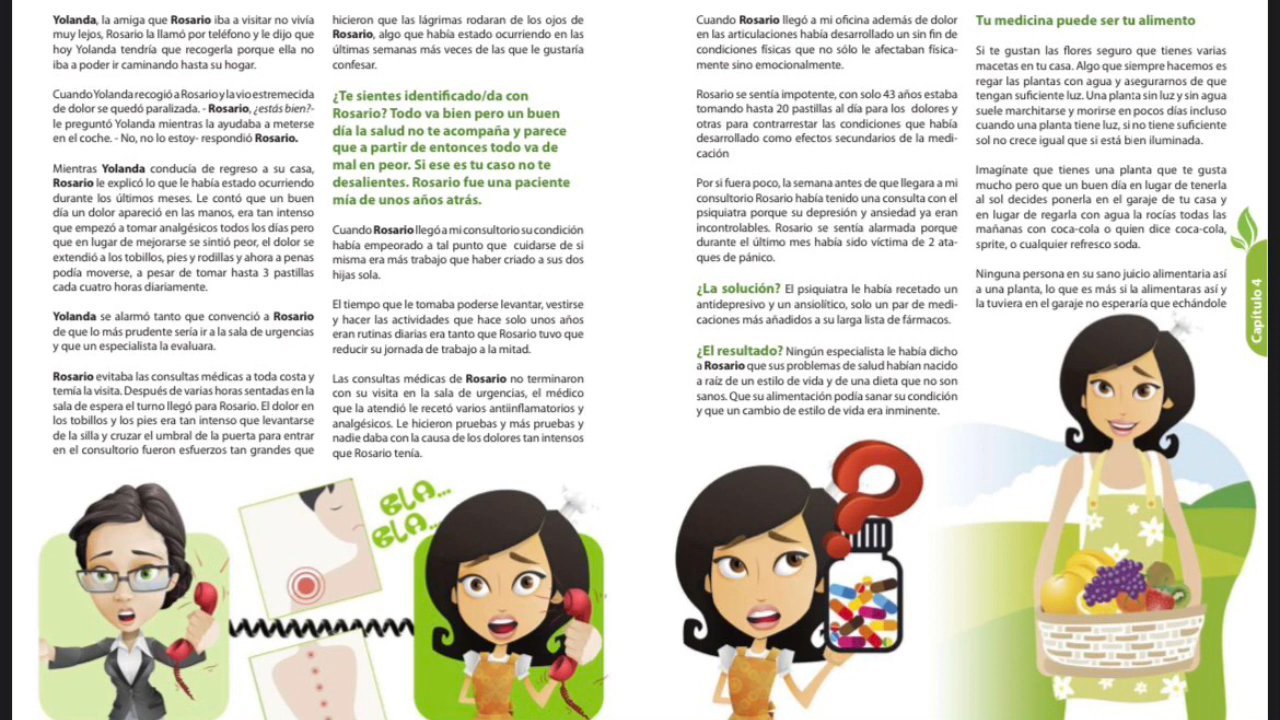 Yolanda, la amiga que Rosario iba a visitar no vivía
muy lejos, Rosario la llamó por teléfono y le dijo que
hoy Yolanda tendría que recogerla porque ella no
iba a poder ir caminando hasta su hogar.
Cuando Yolanda recogió a Rosario y la vio estremecida
de dolor se quedó paralizada. - Rosario, ¿estás bien?-
le preguntó Yolanda mientras la ayudaba a meterse
en el coche. - No, no lo estoy- respondió Rosario.
Mientras Yolanda conducía de regreso a su casa,
Rosario le explicó lo que le había estado ocurriendo
durante los últimos meses. Le contó que un buen
día un dolor apareció en las manos, era tan intenso
que empezó a tomar analgésicos todos los días pero
que en lugar de mejorarse se sintió peor, el dolor se
extendió a los tobillos, pies y rodillas y ahora a penas
podía moverse, a pesar de tomar hasta 3 pastillas
cada cuatro horas diariamente.
Yolanda se alarmó tanto que convenció a Rosario
de que lo más prudente sería ir a la sala de urgencias
y que un especialista la evaluara.
Rosario evitaba las consultas médicas a toda costa y
temía la visita. Después de varias horas sentadas en la
sala de espera el turno llegó para Rosario. El dolor en
los tobillos y los pies era tan intenso que levantarse
de la silla y cruzar el umbral de la puerta para entrar
en el consultorio fueron esfuerzos tan grandes que
hicieron que las lágrimas rodaran de los ojos de
Rosario, algo que había estado ocurriendo en las
últimas semanas más veces de las que le gustaría
confesar.
¿Te sientes identificado/da con
Rosario? Todo va bien pero un buen
día la salud no te acompaña y parece
que a partir de entonces todo va de
mal en peor. Si ese es tu caso no te
desalientes. Rosario fue una paciente
mía de unos años atrás.
Cuando Rosario llegó a mi consultorio su condición
había empeorado a tal punto que cuidarse de si
misma era más trabajo que haber criado a sus dos
hijas sola.
El tiempo que le tomaba poderse levantar, vestirse
y hacer las actividades que hace solo unos años
eran rutinas diarias era tanto que Rosario tuvo que
reducir su jornada de trabajo a la mitad.
Las consultas médicas de Rosario no terminaron
con su visita en la sala de urgencias, el médico
que la atendió le recetó varios antiinflamatorios y
analgésicos. Le hicieron pruebas y más pruebas y
nadie daba con la causa de los dolores tan intensos
que Rosario tenía.
BLA...
BLA...
Cuando Rosario llegó a mi oficina además de dolor
en las articulaciones había desarrollado un sin fin de
condiciones físicas que no sólo le afectaban física-
mente sino emocionalmente.
Rosario se sentía impotente, con solo 43 años estaba
tomando hasta 20 pastillas al día para los dolores y
otras para contrarrestar las condiciones que había
desarrollado como efectos secundarios de la medi-
cación
Por si fuera poco, la semana antes de que llegara a mi
consultorio Rosario había tenido una consulta con el
psiquiatra porque su depresión y ansiedad ya eran
incontrolables. Rosario se sentía alarmada porque
durante el último mes había sido víctima de 2 ata-
ques de pánico.
¿La solución? El psiquiatra le había recetado un
antidepresivo y un ansiolítico, solo un par de medi-
caciones más añadidos a su larga lista de fármacos.
¿El resultado? Ningún especialista le había dicho
a Rosario que sus problemas de salud habían nacido
a raíz de un estilo de vida y de una dieta que no son
sanos. Que su alimentación podía sanar su condición
y que un cambio de estilo de vida era inminente.
Tu medicina puede ser tu alimento
Si te gustan las flores seguro que tienes varias
macetas en tu casa. Algo que siempre hacemos es
regar las plantas con agua y asegurarnos de que
tengan suficiente luz. Una planta sin luz y sin agua
suele marchitarse y morirse en pocos días incluso
cuando una planta tiene luz, si no tiene suficiente
sol no crece igual que si está bien iluminada.
Imagínate que tienes una planta que te gusta
mucho pero que un buen día en lugar de tenerla
al sol decides ponerla en el garaje de tu casa y
en lugar de regarla con agua la rocías todas las
mañanas con coca-cola o quien dice coca-cola,
sprite, o cualquier refresco soda.
Ninguna persona en su sano juicio alimentaria así
a una planta, lo que es más si la alimentaras así y
la tuviera en el garaje no esperaría que echándole
Capítulo 4